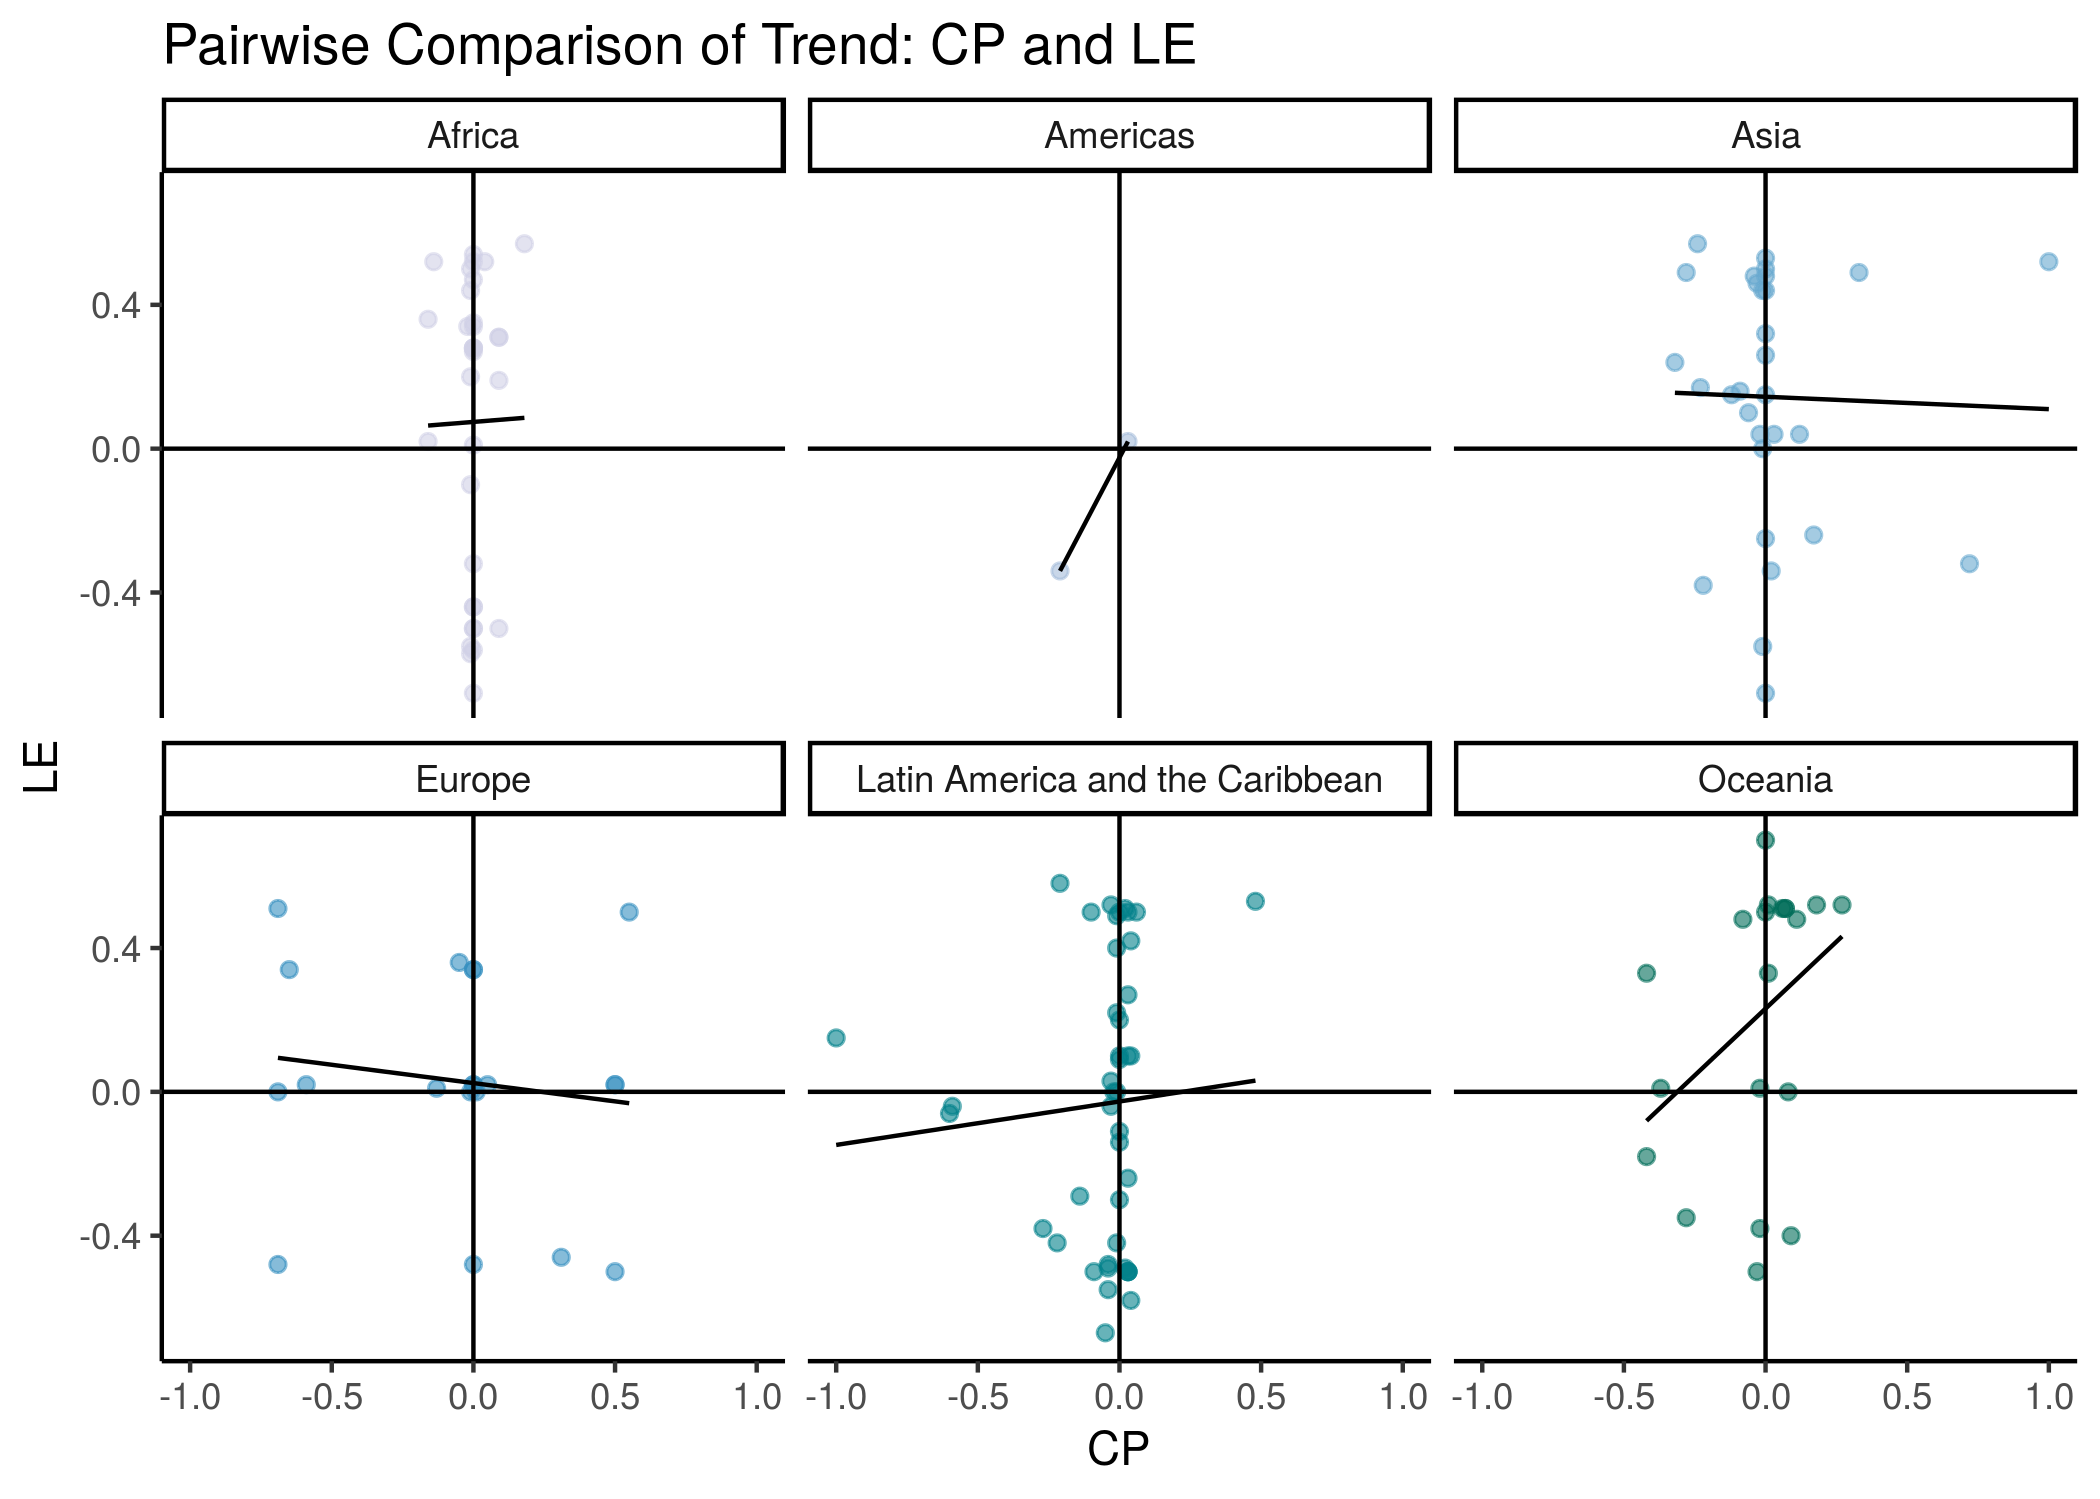 Pairwise Comparison of Trend: CP and LE
Africa
Americas
Asia
0.4
0.0
-0.4
LE
Europe
Latin America and the Caribbean
Oceania
0.4
0.0
-0.4
-1.0 -0.5 0.0 0.5 1.0 -1.0 -0.5 0.0 0.5 1.0 -1.0 -0.5 0.0 0.5 1.0
CP